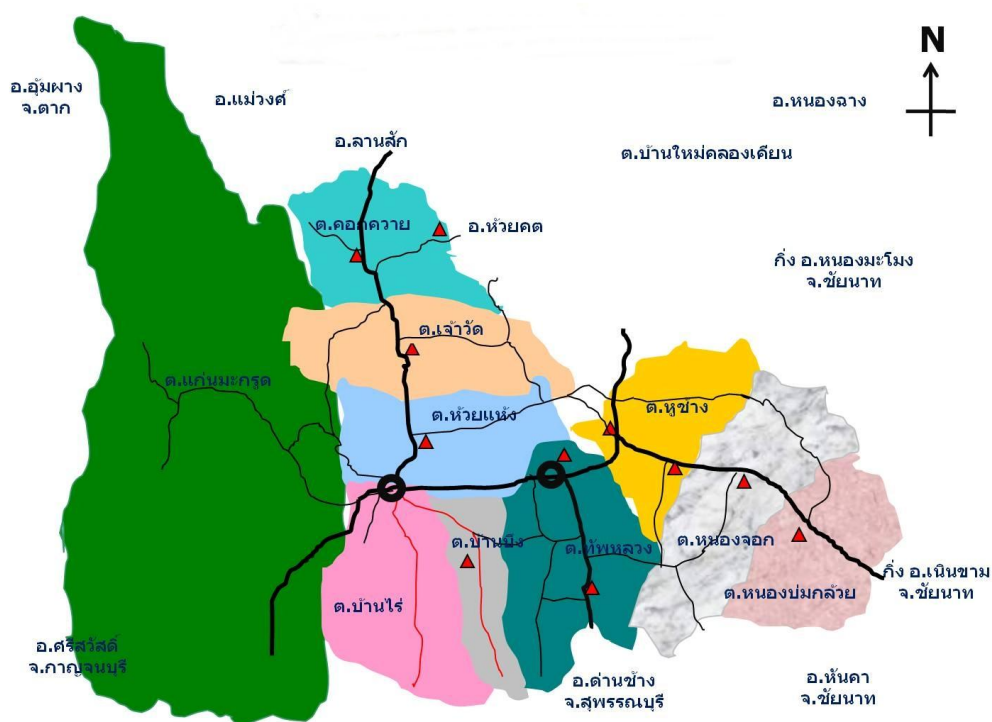 N
อ.อุ้มผาง
จ.ตาก
อ.แม่วงศ์
อ.หนองฉาง
อ.ลานสัก
ต.บ้านใหม่คลองเคียน
ต.คอกควาย
อ.ห้วยคต
กิ่ง อ.หนองมะโมง
จ.ชัยนาท
ต.เจ้าวัด
ต.แก่นมะกรูด
ต.ห้วยแห้ง
ต.หูช้าง
ต.บ้านบึง
ต.ทัพหลวง
ต.หนองจอก
กิ่ง อ.เนินขาม
จ.ชัยนาท
ต.บ้านไร่
ต.หนองบ่มกล้วย
อ.ศรีสวัสดิ์
จ.กาญจนบุรี
อ.ด่านช้าง
จ.สุพรรณบุรี
อ.หันคา
จ.ชัยนาท